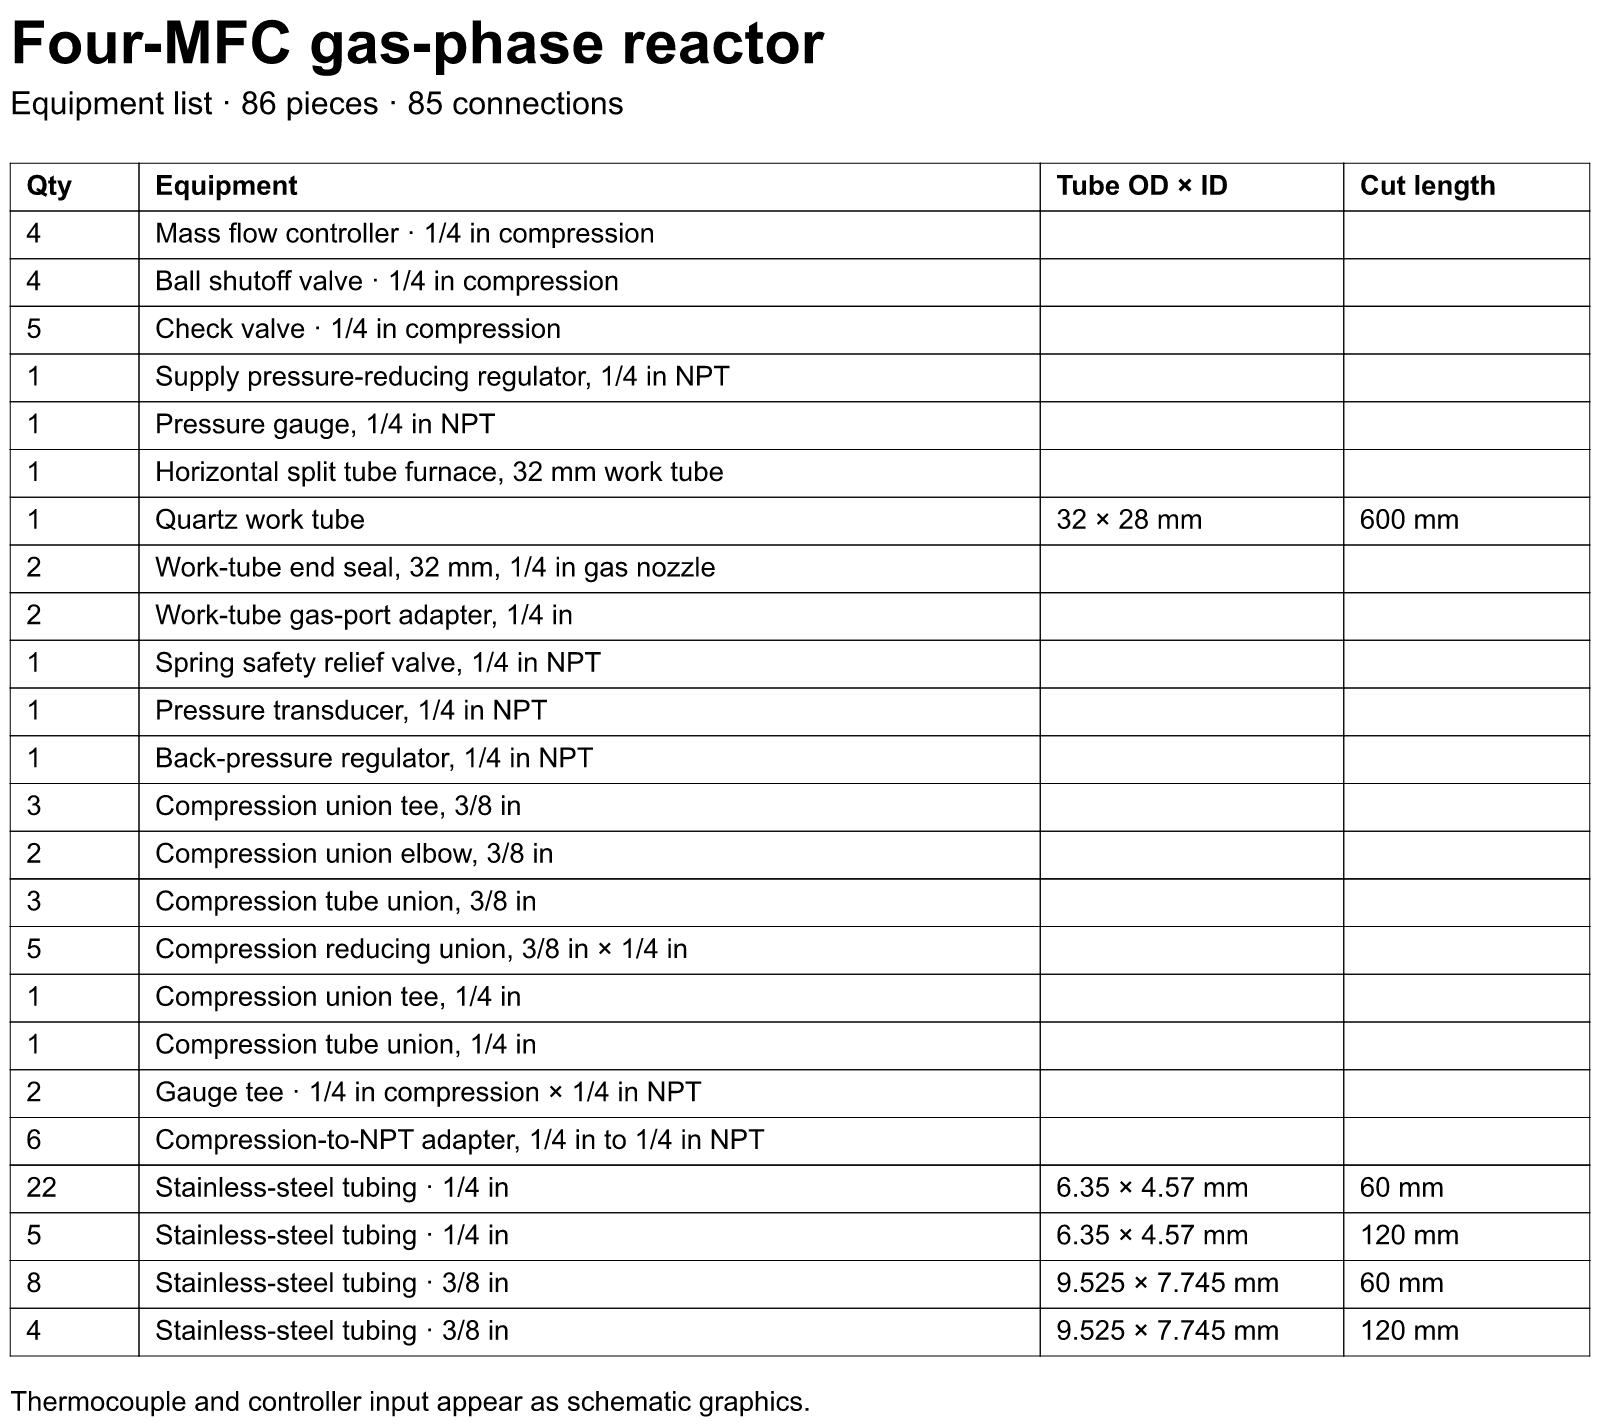 Four-MFC gas-phase reactor
Equipment list · 86 pieces · 85 connections
Qty Equipment Tube OD × ID Cut length
4 Mass flow controller · 1/4 in compression
4 Ball shutoff valve · 1/4 in compression
5 Check valve · 1/4 in compression
1 Supply pressure-reducing regulator, 1/4 in NPT
1 Pressure gauge, 1/4 in NPT
1 Horizontal split tube furnace, 32 mm work tube
1 Quartz work tube 32 × 28 mm 600 mm
2 Work-tube end seal, 32 mm, 1/4 in gas nozzle
2 Work-tube gas-port adapter, 1/4 in
1 Spring safety relief valve, 1/4 in NPT
1 Pressure transducer, 1/4 in NPT
1 Back-pressure regulator, 1/4 in NPT
3 Compression union tee, 3/8 in
2 Compression union elbow, 3/8 in
3 Compression tube union, 3/8 in
5 Compression reducing union, 3/8 in × 1/4 in
1 Compression union tee, 1/4 in
1 Compression tube union, 1/4 in
2 Gauge tee · 1/4 in compression × 1/4 in NPT
6 Compression-to-NPT adapter, 1/4 in to 1/4 in NPT
22 Stainless-steel tubing · 1/4 in 6.35 × 4.57 mm 60 mm
5 Stainless-steel tubing · 1/4 in 6.35 × 4.57 mm 120 mm
8 Stainless-steel tubing · 3/8 in 9.525 × 7.745 mm 60 mm
4 Stainless-steel tubing · 3/8 in 9.525 × 7.745 mm 120 mm
Thermocouple and controller input appear as schematic graphics.